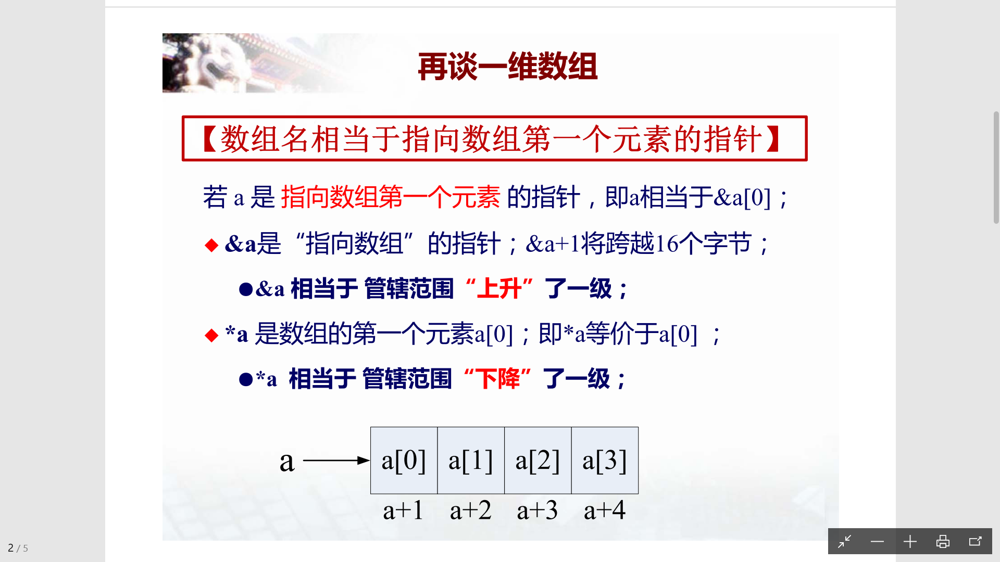 再谈一维数组
【数组名相当于指向数组第一个元素的指针】
若 a 是 指向数组第一个元素 的指针，即a相当于&a[0]；
◆ &a是“指向数组”的指针；&a+1将跨越16个字节；
●&a 相当于 管辖范围“上升”了一级；
◆ *a 是数组的第一个元素a[0]；即*a等价于a[0] ；
●*a 相当于 管辖范围“下降”了一级；
a a[0] a[1] a[2] a[3]
a+1 a+2 a+3 a+4
2 / 5